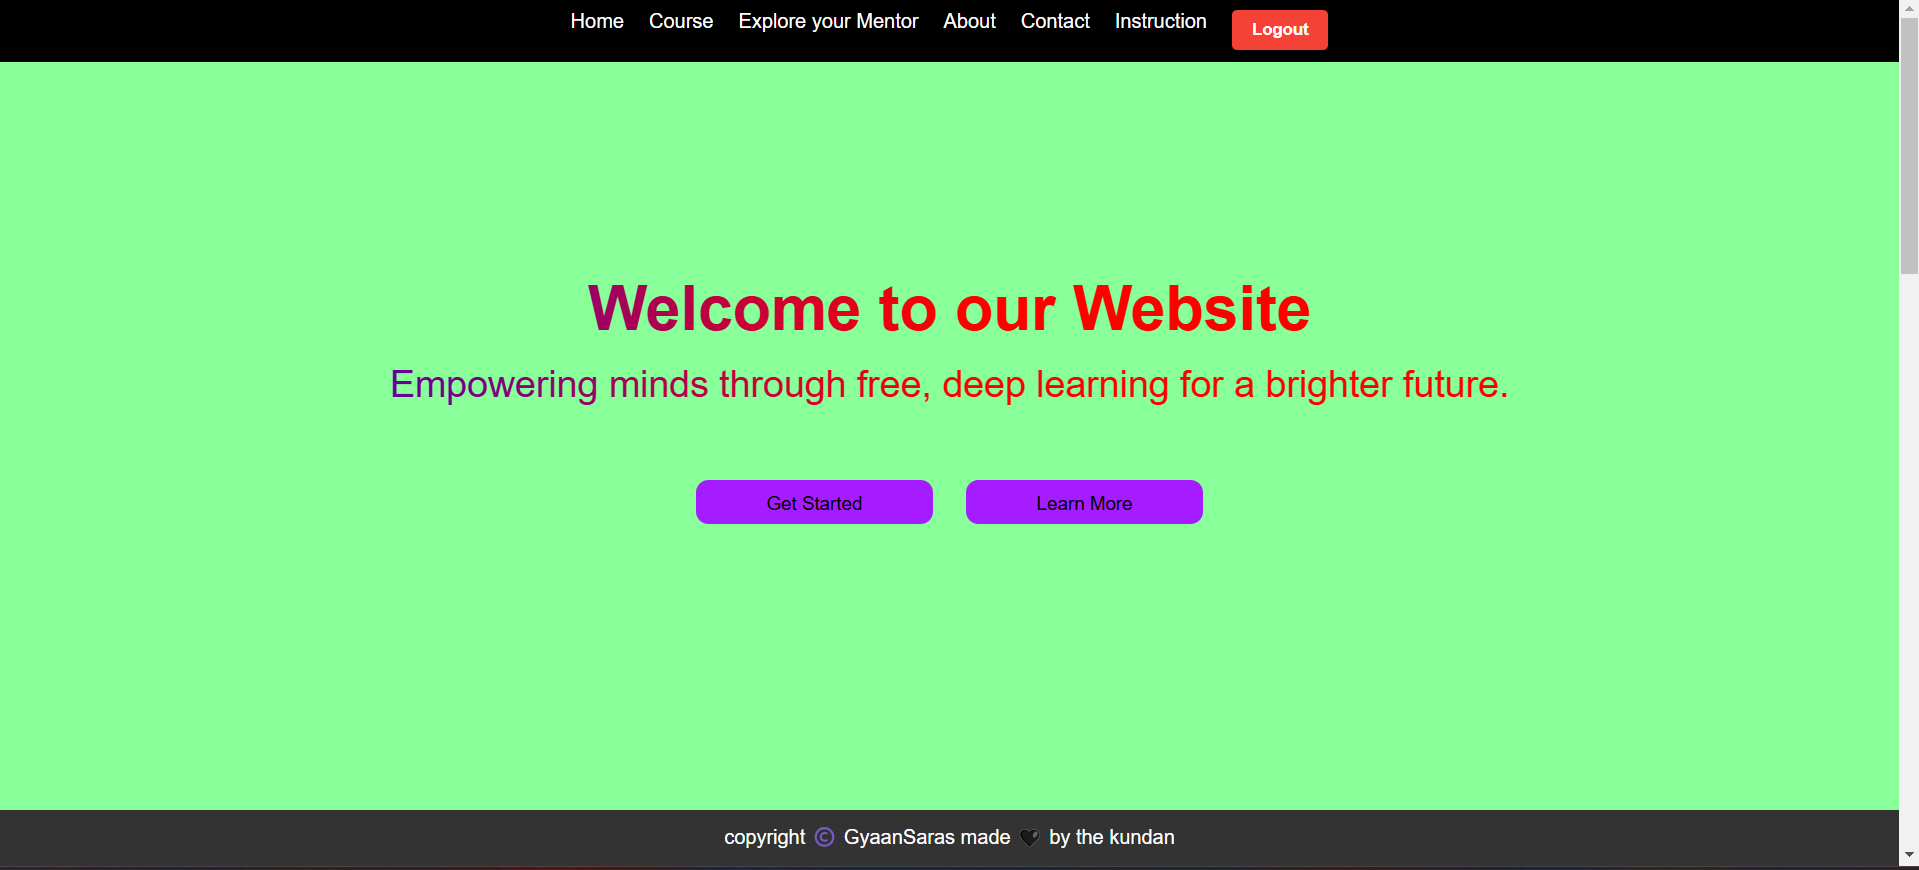 Home Course Explore your Mentor About Contact Instruction Logout
Welcome to our Website
Empowering minds through free, deep learning for a brighter future.
Get Started Learn More
copyright © GyaanSaras made 🖤 by the kundan